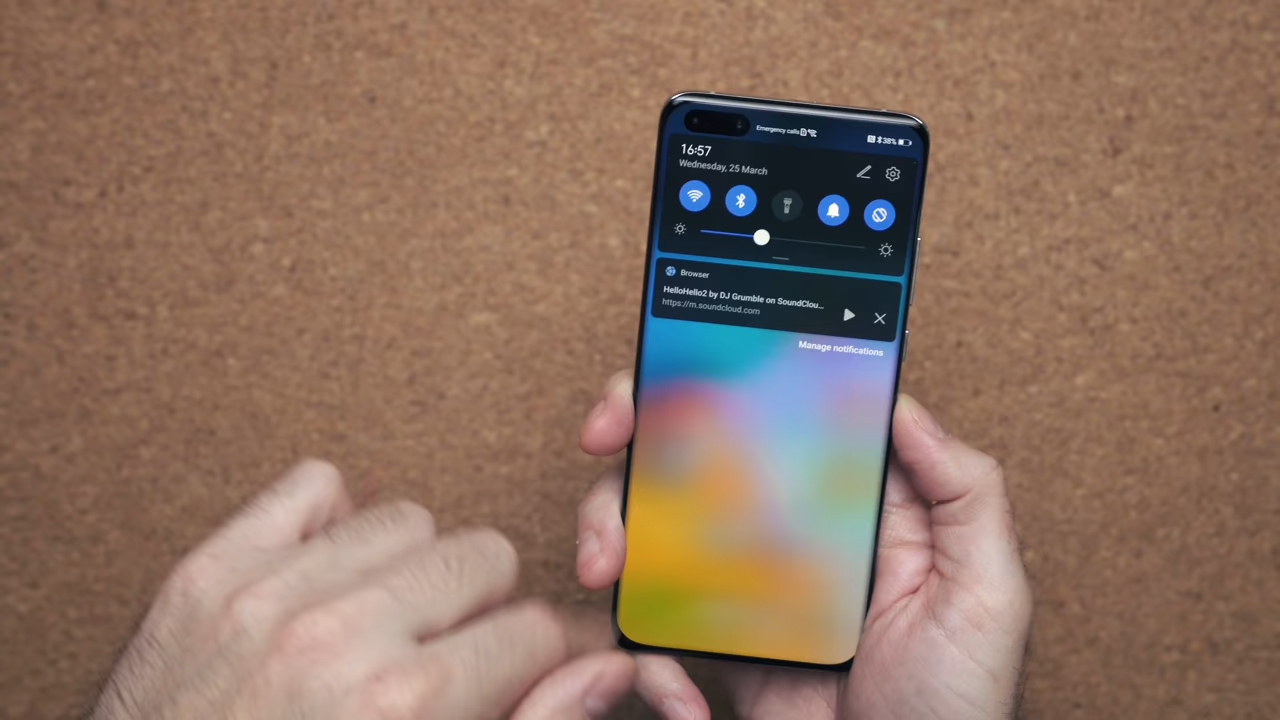 Emergency calls
38%
16:57
Wednesday, 25 March
Browser
HelloHello2 by DJ Grumble on SoundClou...
https://m.soundcloud.com
Manage notifications